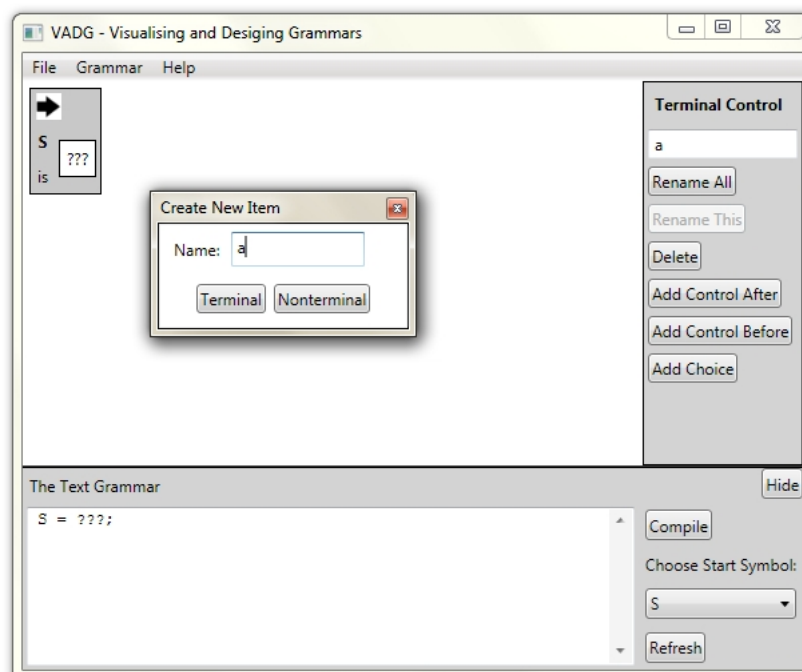 VADG - Visualising and Desiging Grammars
File Grammar Help
S
is
???
Create New Item
Name: a
Terminal Nonterminal
Terminal Control
a
Rename All
Rename This
Delete
Add Control After
Add Control Before
Add Choice
The Text Grammar
Hide
S = ???;
Compile
Choose Start Symbol:
S
Refresh